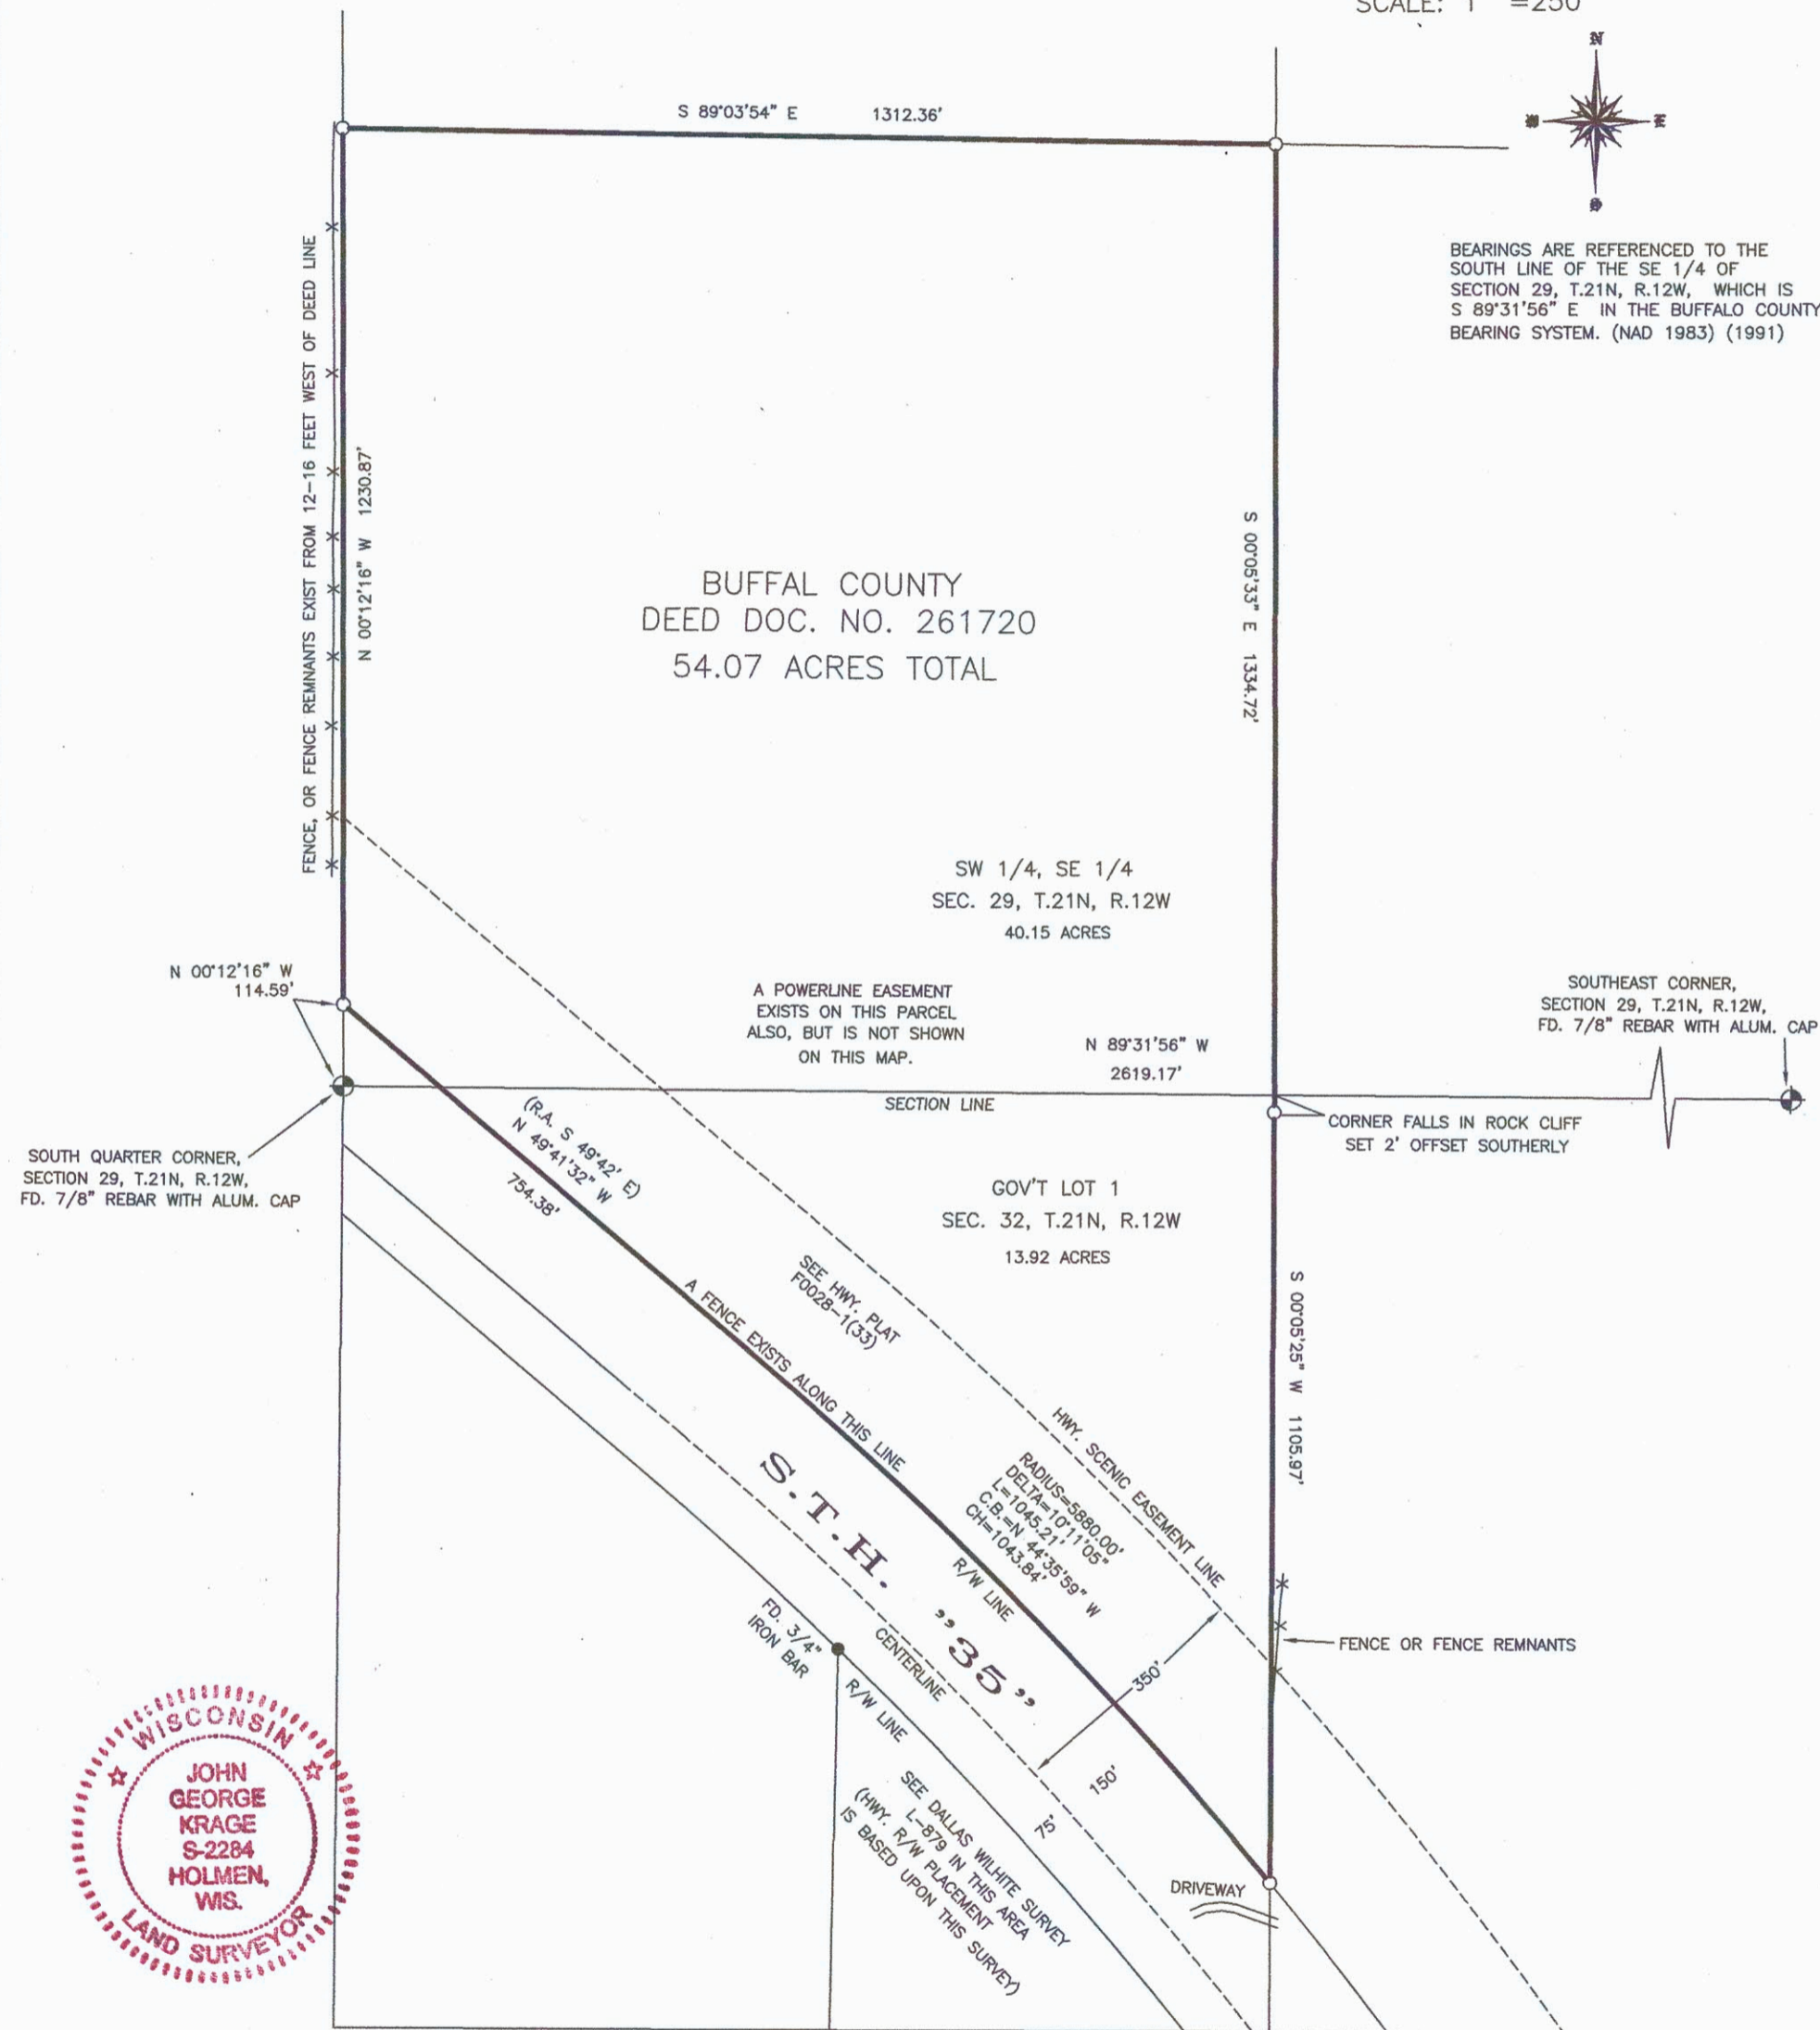 SCALE: 1" =250'
N
S 89°03'54" E 1312.36'
BEARINGS ARE REFERENCED TO THE
SOUTH LINE OF THE SE 1/4 OF
SECTION 29, T.21N, R.12W, WHICH IS
S 89°31'56" E IN THE BUFFALO COUNTY
BEARING SYSTEM. (NAD 1983) (1991)
FENCE, OR FENCE REMNANTS EXIST FROM 12-16 FEET WEST OF DEED LINE
N 00°12'16" W 1230.87'
S 00°05'33" E 1334.72'
BUFFAL COUNTY
DEED DOC. NO. 261720
54.07 ACRES TOTAL
SW 1/4, SE 1/4
SEC. 29, T.21N, R.12W
40.15 ACRES
N 00°12'16" W
114.59'
A POWERLINE EASEMENT
EXISTS ON THIS PARCEL
ALSO, BUT IS NOT SHOWN
ON THIS MAP.
N 89°31'56" W
2619.17'
SECTION LINE
SOUTHEAST CORNER,
SECTION 29, T.21N, R.12W,
FD. 7/8" REBAR WITH ALUM. CAP
CORNER FALLS IN ROCK CLIFF
SET 2' OFFSET SOUTHERLY
SOUTH QUARTER CORNER,
SECTION 29, T.21N, R.12W,
FD. 7/8" REBAR WITH ALUM. CAP
(R.A. S 49°42' E)
N 49°41'32" W
754.38'
GOV'T LOT 1
SEC. 32, T.21N, R.12W
13.92 ACRES
SEE HWY. PLAT
F0028-1(33)
A FENCE EXISTS ALONG THIS LINE
S 00°05'25" W 1105.97'
HWY. SCENIC EASEMENT LINE
RADIUS=5880.00'
DELTA=10°11'05"
L=1045.21'
C.B.=N 44°35'59" W
CH=1043.84'
R/W LINE
S.T.H. "35"
FD. 3/4"
IRON BAR
CENTERLINE
R/W LINE
350'
FENCE OR FENCE REMNANTS
150'
75'
SEE DALLAS WILHITE SURVEY
L-879 IN THIS AREA
(HWY. R/W PLACEMENT
IS BASED UPON THIS SURVEY)
DRIVEWAY
WISCONSIN
JOHN
GEORGE
KRAGE
S-2284
HOLMEN,
WIS.
LAND SURVEYOR